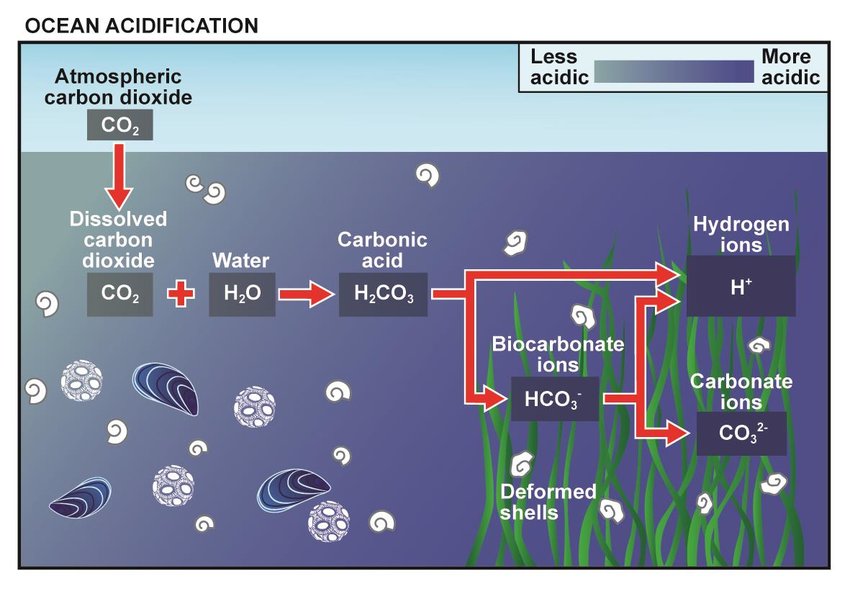 OCEAN ACIDIFICATION
Less
acidic
More
acidic
Atmospheric
carbon dioxide
CO₂
Dissolved
carbon
dioxide
CO₂
Water
H₂O
Carbonic
acid
H₂CO₃
Hydrogen
ions
H⁺
Biocarbonate
ions
HCO₃⁻
Carbonate
ions
CO₃²⁻
Deformed
shells